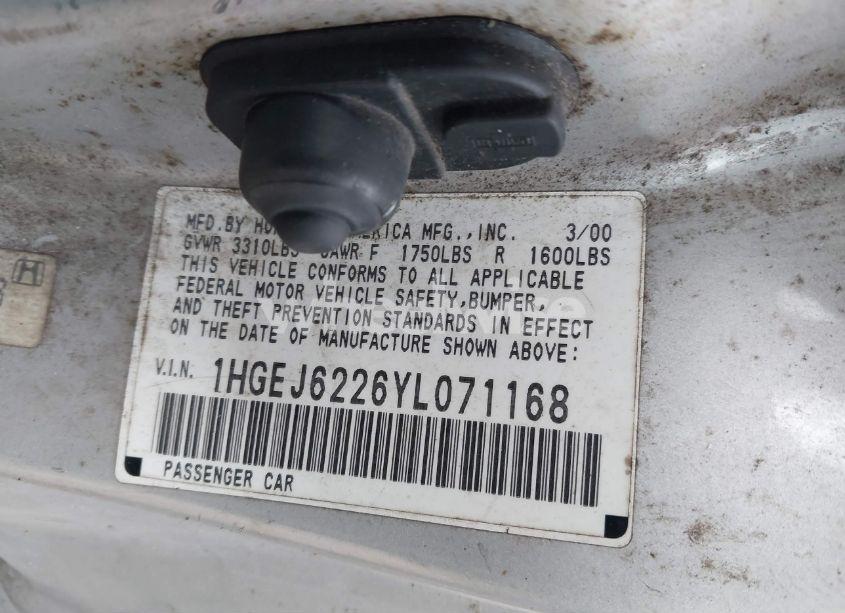 MFD.BY HON ERICA MFG.,INC. 3/00
GVWR 3310LBS GAWR F 1750LBS R 1600LBS
THIS VEHICLE CONFORMS TO ALL APPLICABLE
FEDERAL MOTOR VEHICLE SAFETY,BUMPER,
AND THEFT PREVENTION STANDARDS IN EFFECT
ON THE DATE OF MANUFACTURE SHOWN ABOVE:
V.I.N. 1HGEJ6226YL071168
PASSENGER CAR